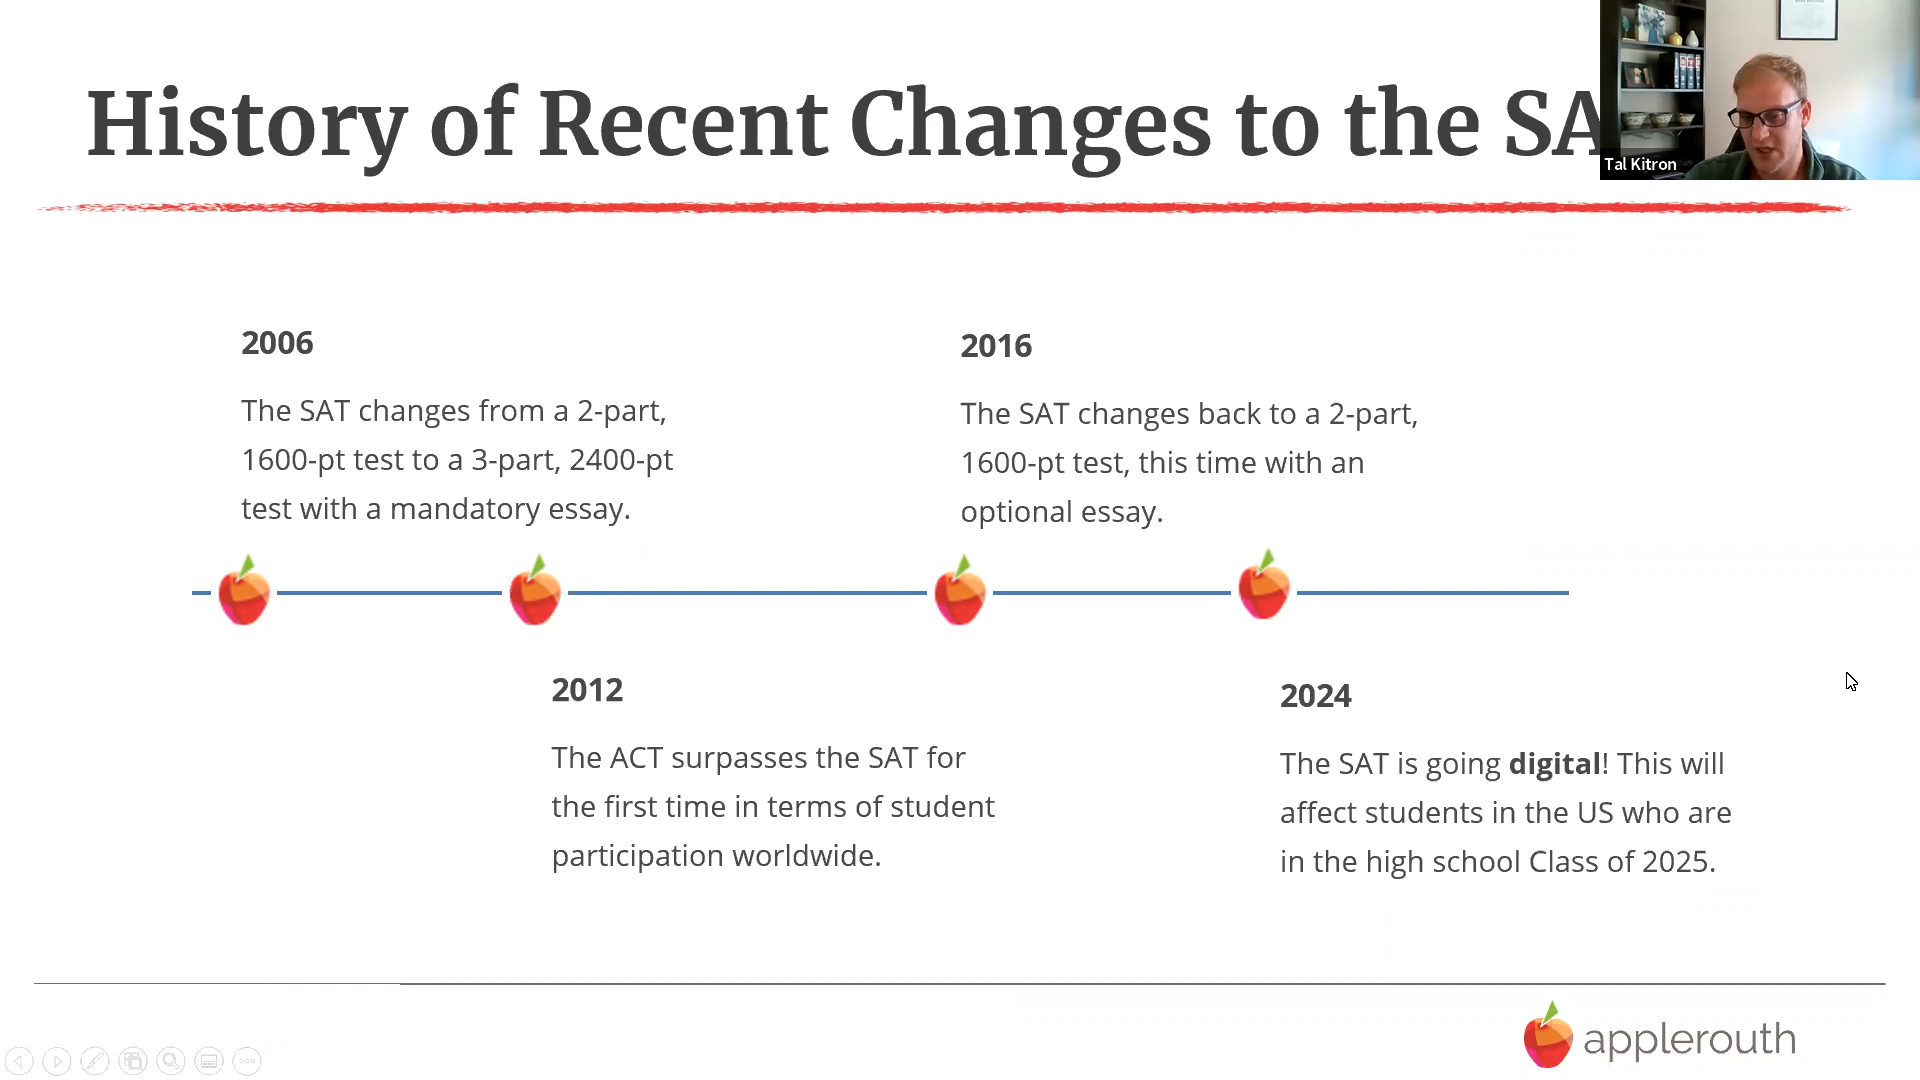 History of Recent Changes to the SA
Tal Kitron
2006
The SAT changes from a 2-part,
1600-pt test to a 3-part, 2400-pt
test with a mandatory essay.
2016
The SAT changes back to a 2-part,
1600-pt test, this time with an
optional essay.
2012
The ACT surpasses the SAT for
the first time in terms of student
participation worldwide.
2024
The SAT is going digital! This will
affect students in the US who are
in the high school Class of 2025.
applerouth